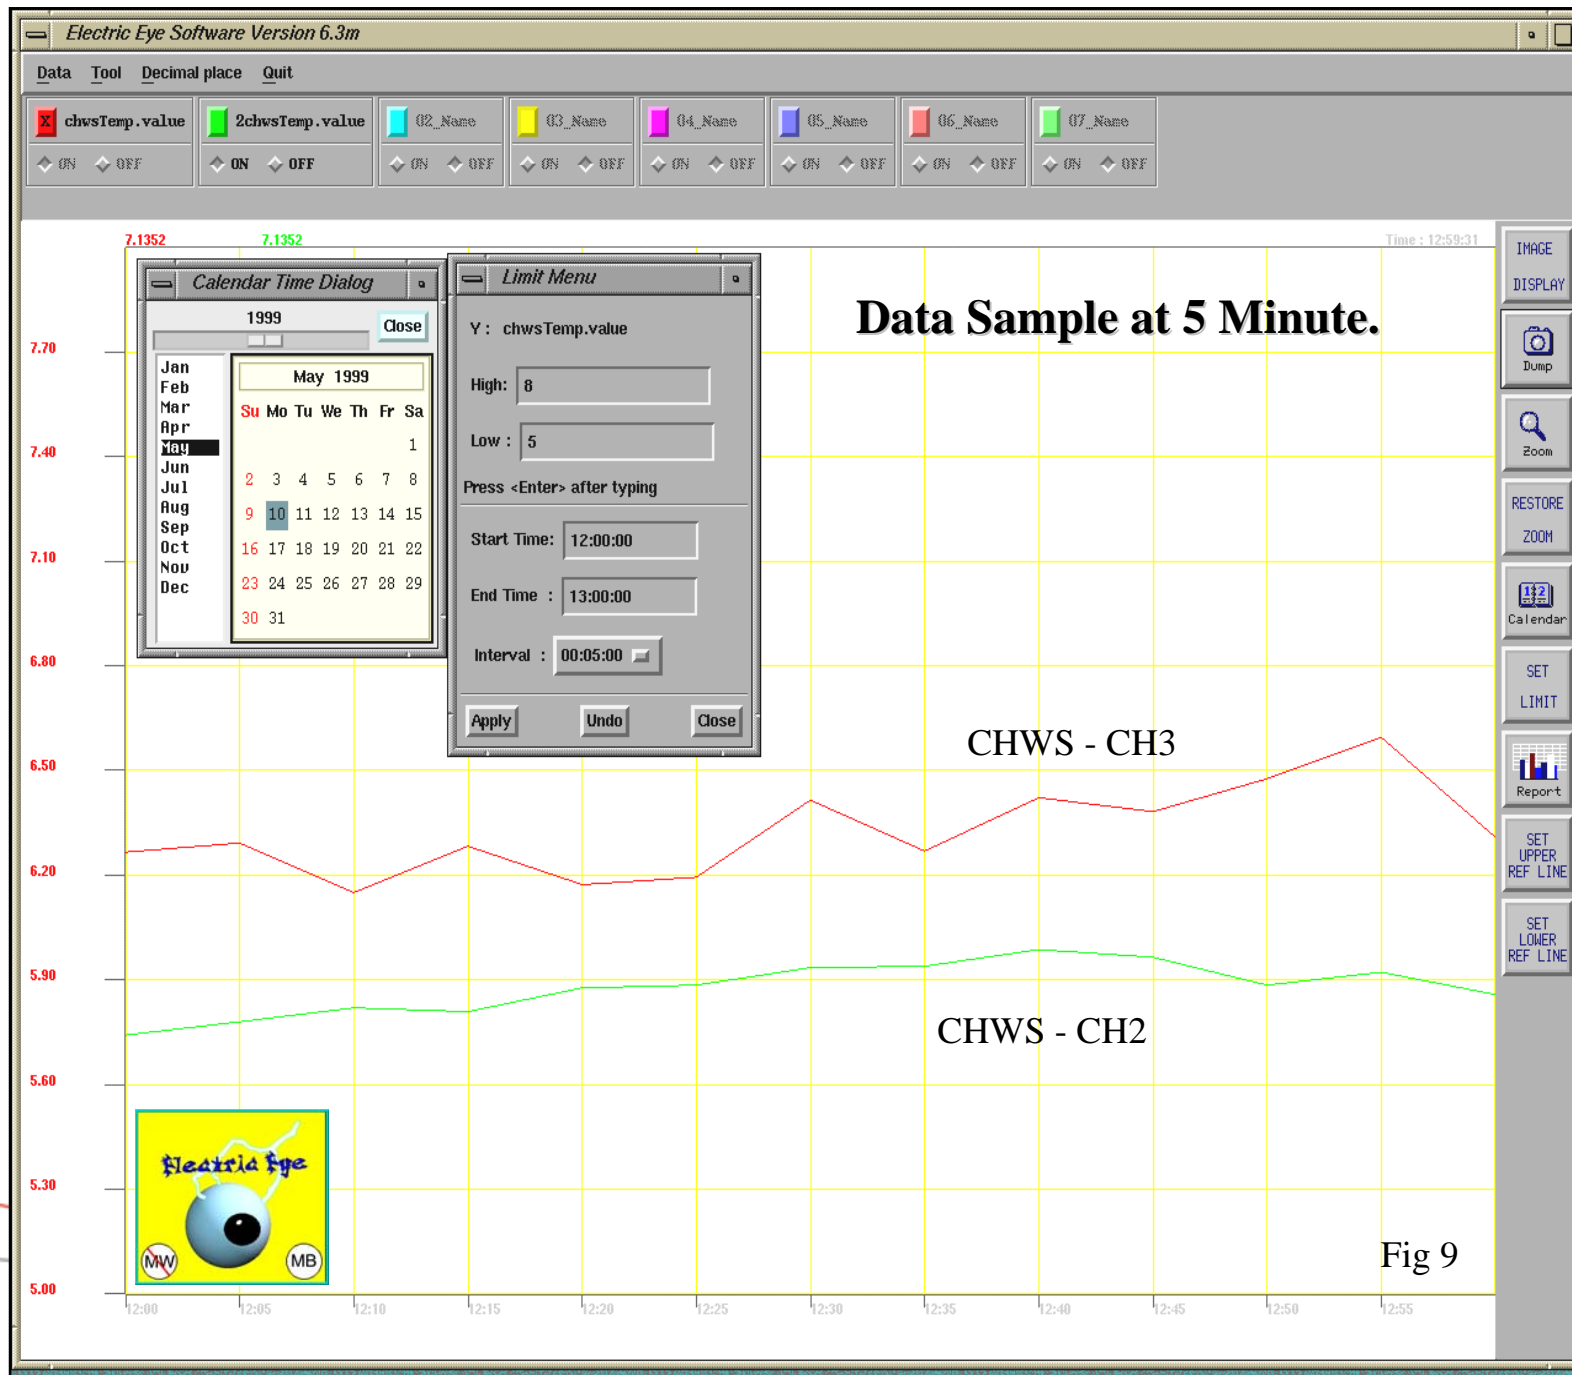 Electric Eye Software Version 6.3m
Data Tool Decimal place Quit
X chwsTemp.value 2chwsTemp.value 02_Name 03_Name 04_Name 05_Name 06_Name 07_Name
ON OFF ON OFF ON OFF ON OFF ON OFF ON OFF ON OFF ON OFF
7.1352 7.1352 Time : 12:59:31
Calendar Time Dialog
1999
Close
Jan
Feb
Mar
Apr
May
Jun
Jul
Aug
Sep
Oct
Nov
Dec
May 1999
Su Mo Tu We Th Fr Sa
1
2 3 4 5 6 7 8
9 10 11 12 13 14 15
16 17 18 19 20 21 22
23 24 25 26 27 28 29
30 31
Limit Menu
Y : chwsTemp.value
High: 8
Low : 5
Press <Enter> after typing
Start Time: 12:00:00
End Time : 13:00:00
Interval : 00:05:00
Apply Undo Close
Data Sample at 5 Minute.
7.70
7.40
7.10
6.80
6.50
6.20
5.90
5.60
5.30
5.00
CHWS - CH3
CHWS - CH2
Electric Eye
MW MB
Fig 9
12:00 12:05 12:10 12:15 12:20 12:25 12:30 12:35 12:40 12:45 12:50 12:55
IMAGE
DISPLAY
Dump
Zoom
RESTORE
ZOOM
1 2
Calendar
SET
LIMIT
Report
SET
UPPER
REF LINE
SET
LOWER
REF LINE